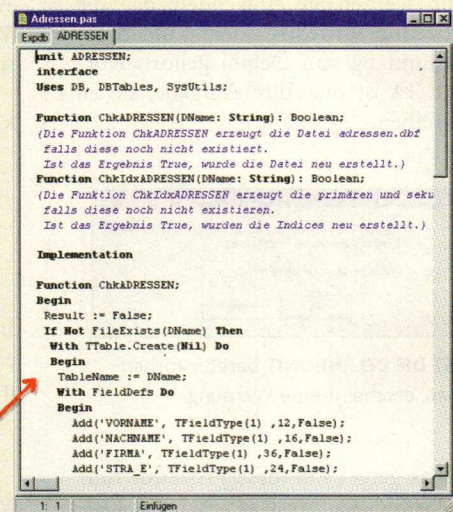 Adressen.pas
Expdb ADRESSEN
unit ADRESSEN;
interface
Uses DB, DBTables, SysUtils;
Function ChkADRESSEN(DName: String): Boolean;
(Die Funktion ChkADRESSEN erzeugt die Datei adressen.dbf
falls diese noch nicht existiert.
Ist das Ergebnis True, wurde die Datei neu erstellt.)
Function ChkIdxADRESSEN(DName: String): Boolean;
(Die Funktion ChkIdxADRESSEN erzeugt die primären und seku
falls diese noch nicht existieren.
Ist das Ergebnis True, wurden die Indices neu erstellt.)
Implementation
Function ChkADRESSEN;
Begin
Result := False;
If Not FileExists(DName) Then
With TTable.Create(Nil) Do
Begin
TableName := DName;
With FieldDefs Do
Begin
Add('VORNAME', TFieldType(1) ,12,False);
Add('NACHNAME', TFieldType(1) ,16,False);
Add('FIRMA', TFieldType(1) ,36,False);
Add('STRA_E', TFieldType(1) ,24,False);
1: 1 Einfügen